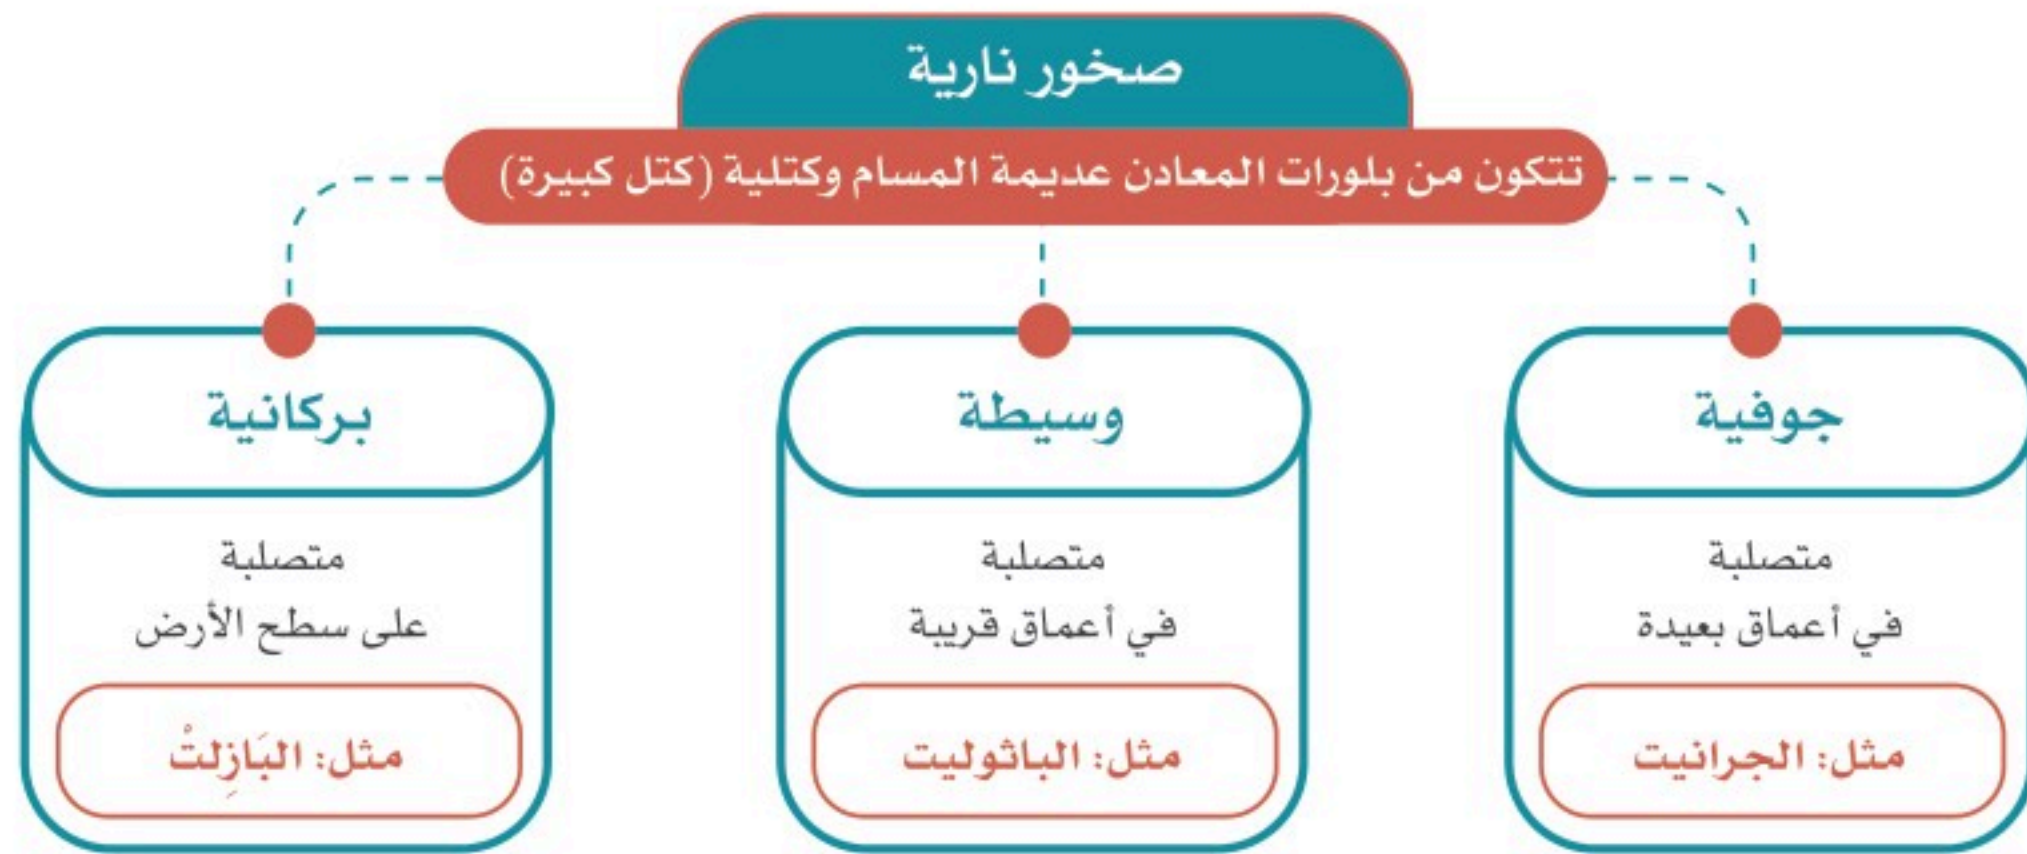 صخور نارية
تتكون من بلورات المعادن عديمة المسام وكتلية (كتل كبيرة)
جوفية
متصلبة
في أعماق بعيدة
مثل: الجرانيت
وسيطة
متصلبة
في أعماق قريبة
مثل: الباثوليت
بركانية
متصلبة
على سطح الأرض
مثل: البَازِلتْ